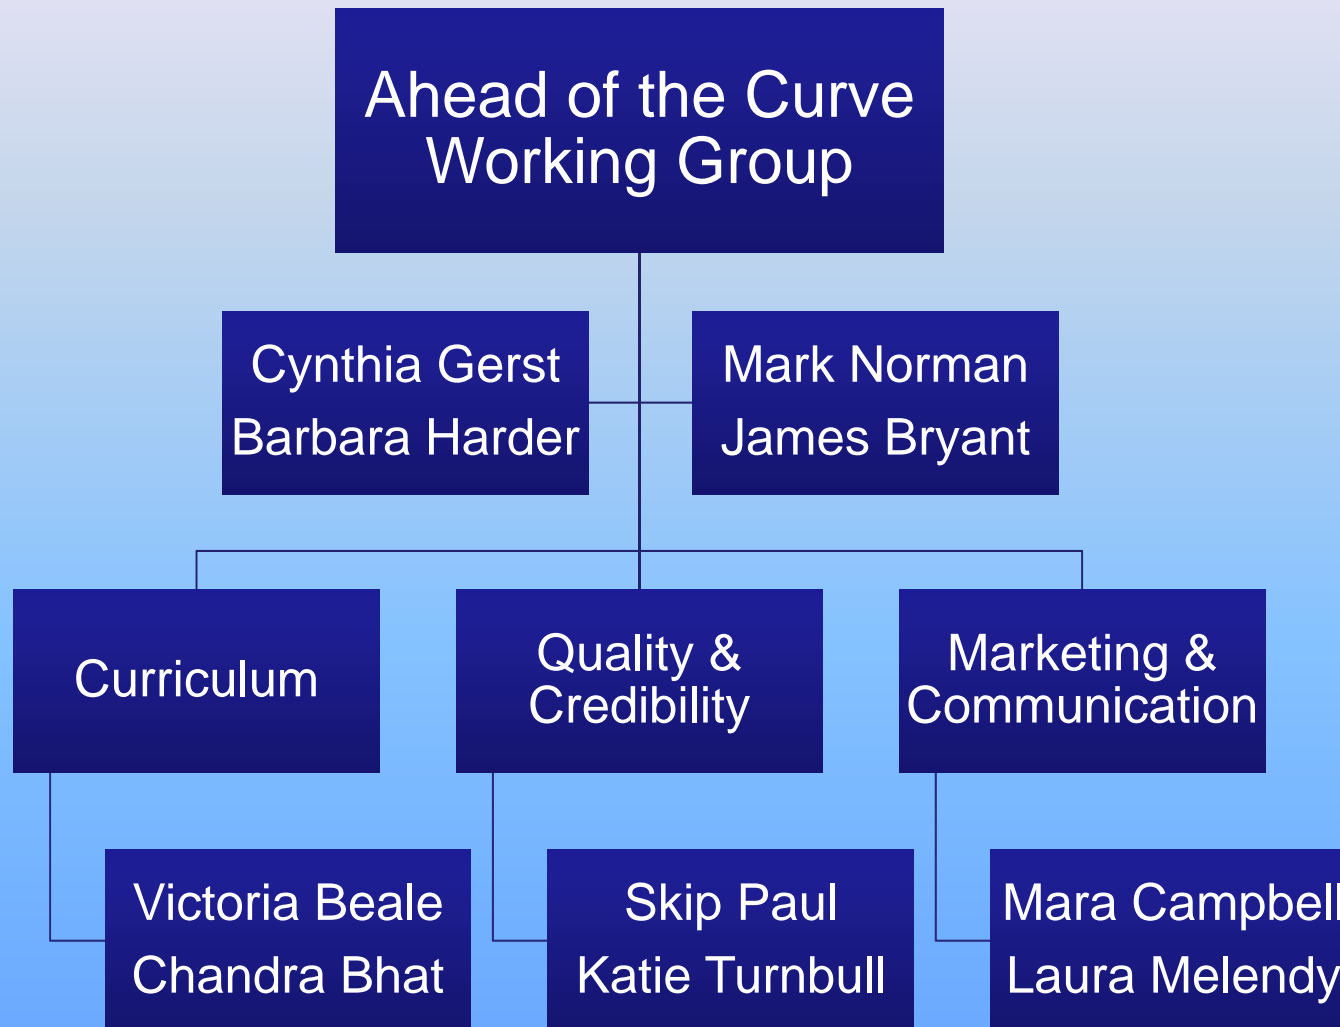 Ahead of the Curve
Working Group
Cynthia Gerst
Barbara Harder
Mark Norman
James Bryant
Curriculum
Quality &
Credibility
Marketing &
Communication
Victoria Beale
Chandra Bhat
Skip Paul
Katie Turnbull
Mara Campbell
Laura Melendy